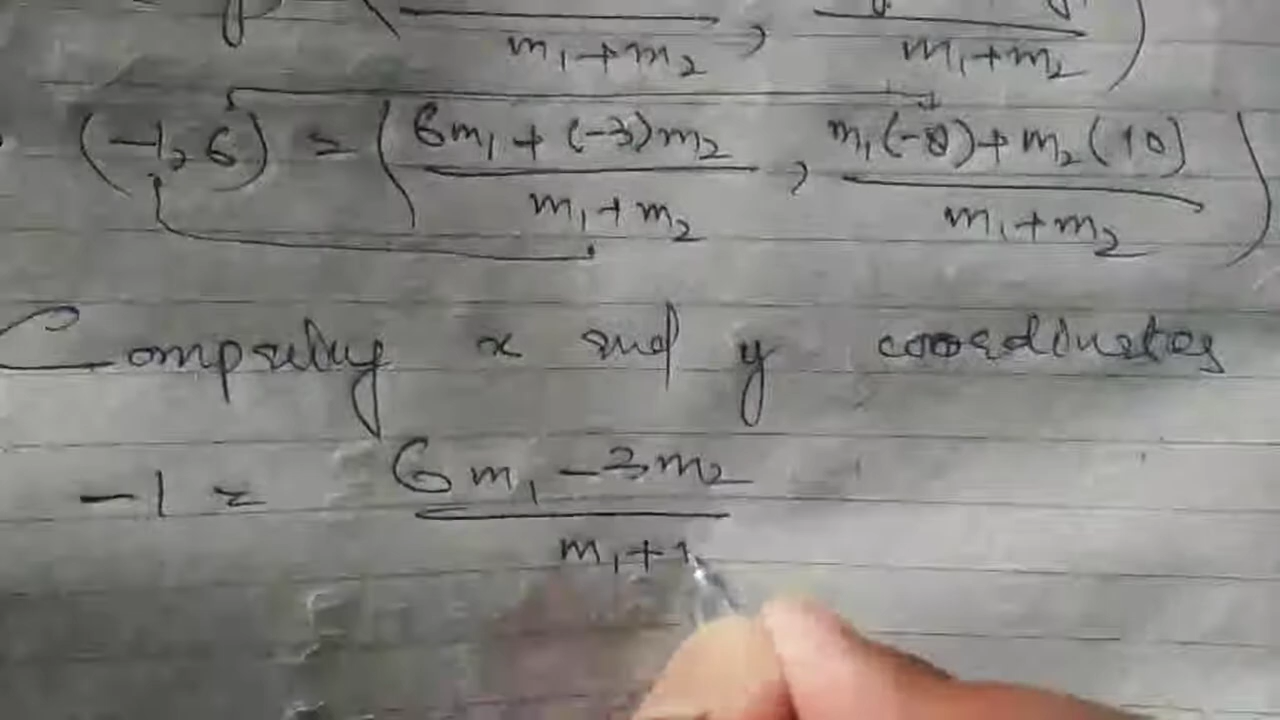 m₁+m₂ , m₁+m₂ )
(-1, 6) = ( 6m₁+(-3)m₂ / m₁+m₂ , m₁(-8)+m₂(10) / m₁+m₂ )
Comparing x and y coordinates
-1 = 6m₁-3m₂ / m₁+